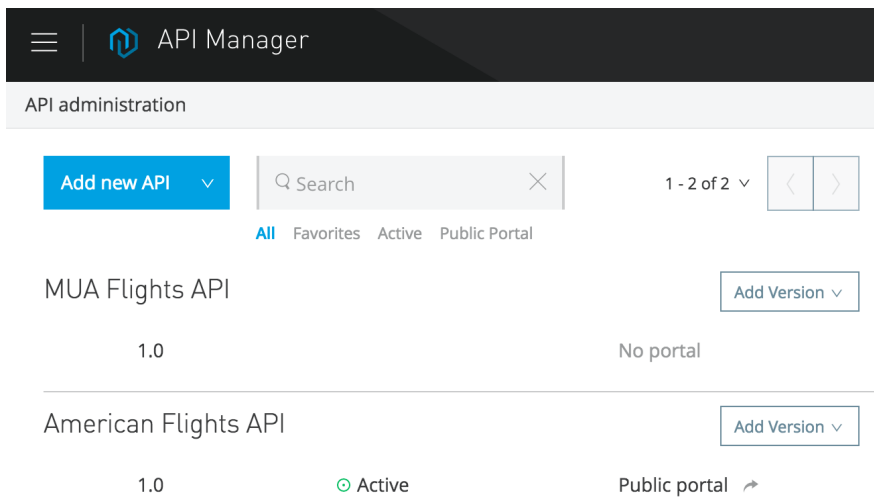 API Manager
API administration
Add new API
Search
1 - 2 of 2
All Favorites Active Public Portal
MUA Flights API
Add Version
1.0 No portal
American Flights API
Add Version
1.0 Active Public portal